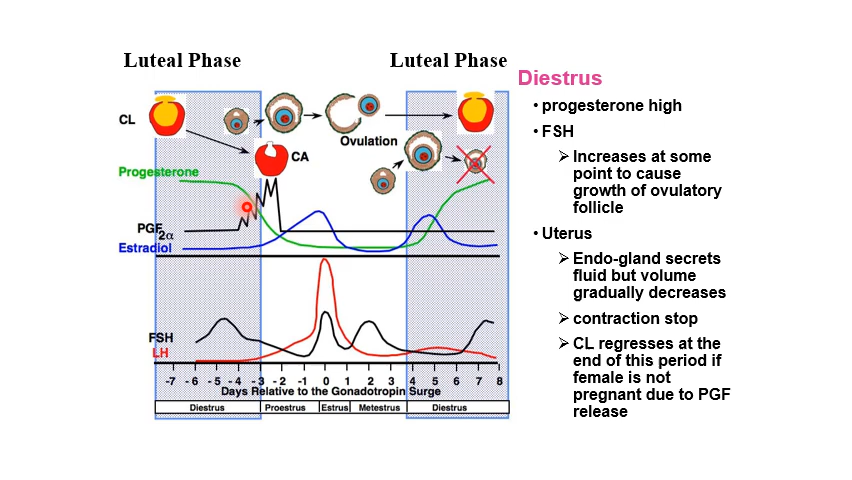 Luteal Phase
Luteal Phase
CL
Ovulation
CA
Progesterone
PGF2α
Estradiol
FSH
LH
-7 -6 -5 -4 -3 -2 -1 0 1 2 3 4 5 6 7 8
Days Relative to the Gonadotropin Surge
Diestrus Proestrus Estrus Metestrus Diestrus
Diestrus
• progesterone high
• FSH
➢ Increases at some
point to cause
growth of ovulatory
follicle
• Uterus
➢ Endo-gland secrets
fluid but volume
gradually decreases
➢ contraction stop
➢ CL regresses at the
end of this period if
female is not
pregnant due to PGF
release